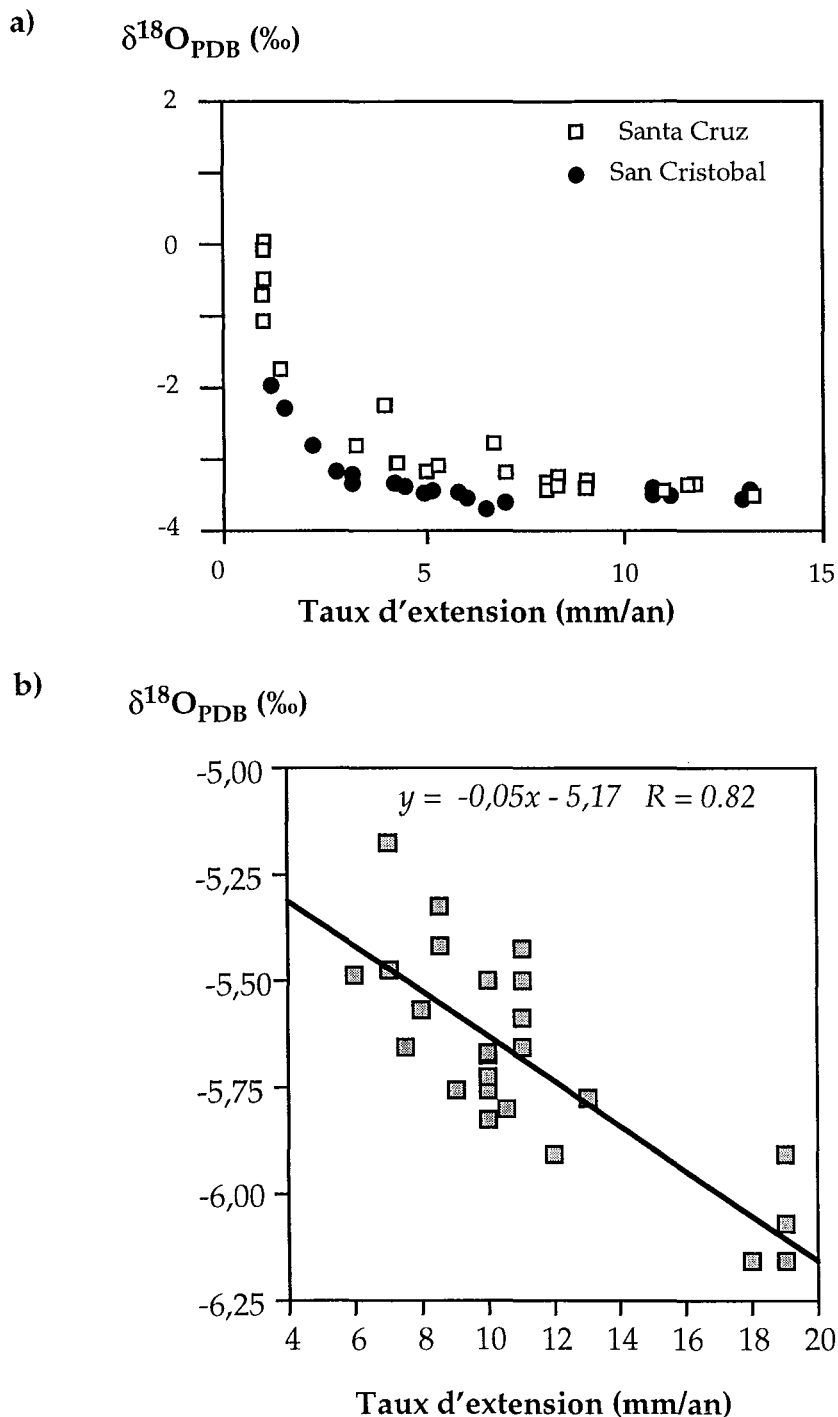 a)
δ¹⁸O_PDB (‰)
2
0
-2
-4
Santa Cruz
San Cristobal
0 5 10 15
Taux d'extension (mm/an)
b)
δ¹⁸O_PDB (‰)
y = -0,05x - 5,17 R = 0.82
-5,00
-5,25
-5,50
-5,75
-6,00
-6,25
4 6 8 10 12 14 16 18 20
Taux d'extension (mm/an)